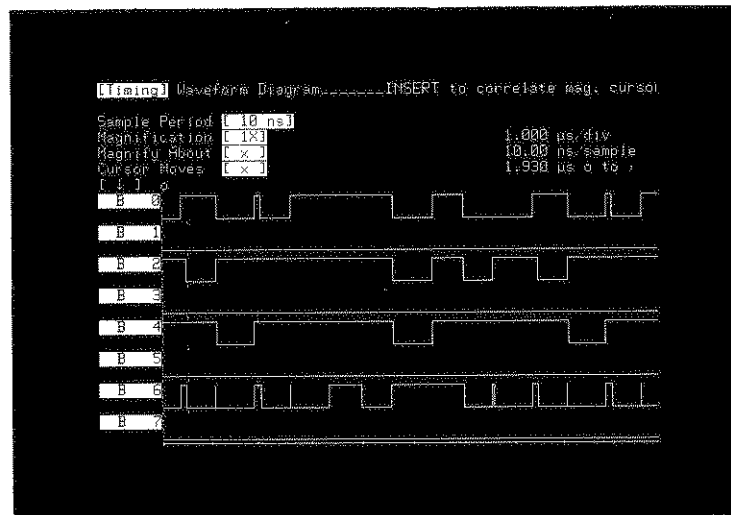 [Timing] Waveform Diagram........INSERT to correlate mag. cursor
Sample Period [ 10 ns]
Magnification [ 1X] 1.000 µs/div
Magnify About [ x ] 10.00 ns/sample
Cursor Moves [ x ] 1.930 µs o to
[ ] o
B 0
B 1
B 2
B 3
B 4
B 5
B 6
B 7